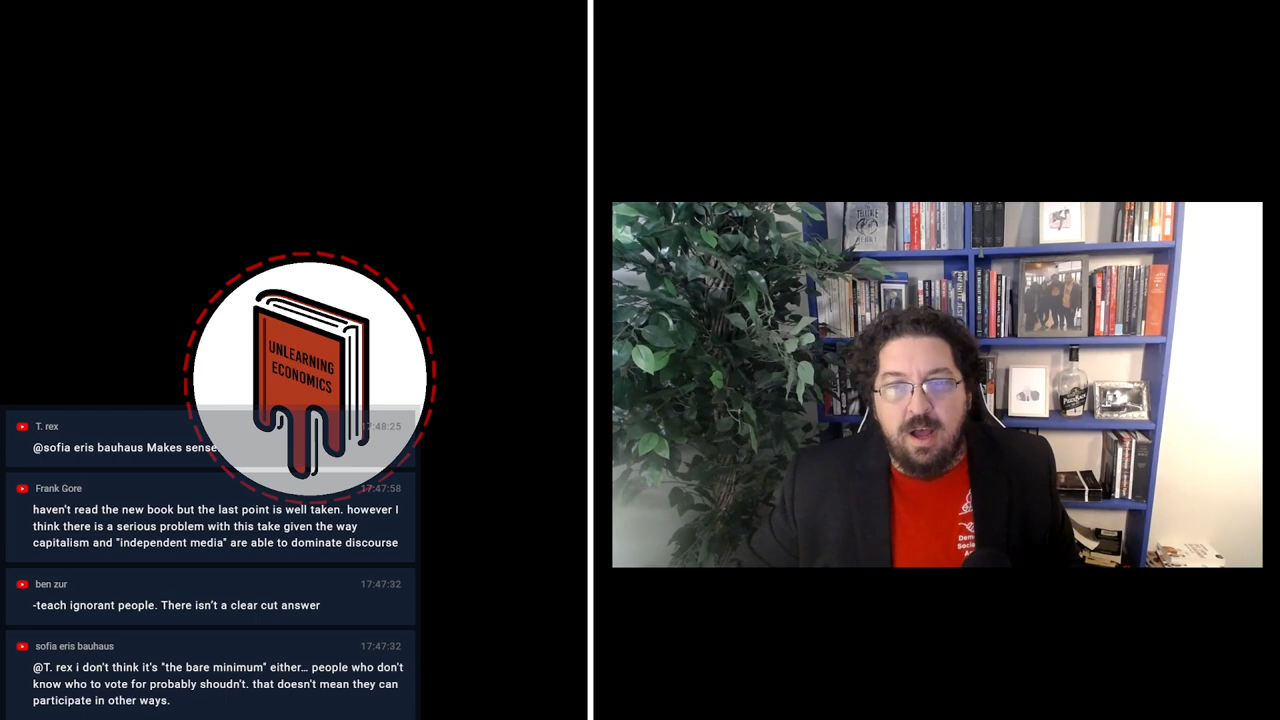 UNLEARNING
ECONOMICS
T. rex
17:48:25
@sofia eris bauhaus Makes sense.
Frank Gore
17:47:58
haven't read the new book but the last point is well taken. however I
think there is a serious problem with this take given the way
capitalism and "independent media" are able to dominate discourse
ben zur
17:47:32
-teach ignorant people. There isn't a clear cut answer
sofia eris bauhaus
17:47:32
@T. rex i don't think it's "the bare minimum" either... people who don't
know who to vote for probably shoudn't. that doesn't mean they can
participate in other ways.
INFINITE JEST